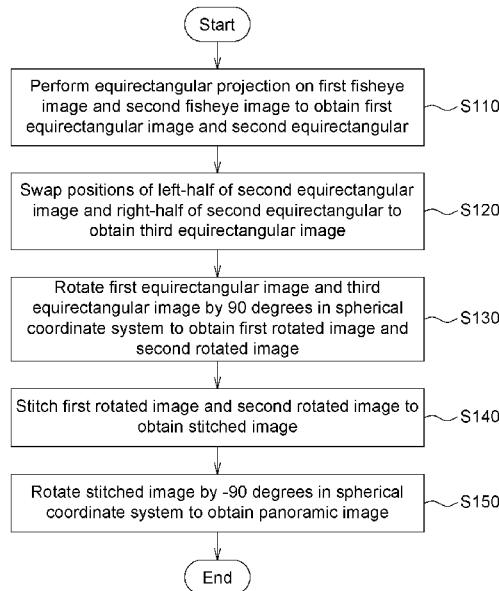 Start
Perform equirectangular projection on first fisheye
image and second fisheye image to obtain first
equirectangular image and second equirectangular
S110
Swap positions of left-half of second equirectangular
image and right-half of second equirectangular to
obtain third equirectangular image
S120
Rotate first equirectangular image and third
equirectangular image by 90 degrees in spherical
coordinate system to obtain first rotated image and
second rotated image
S130
Stitch first rotated image and second rotated image to
obtain stitched image
S140
Rotate stitched image by -90 degrees in spherical
coordinate system to obtain panoramic image
S150
End